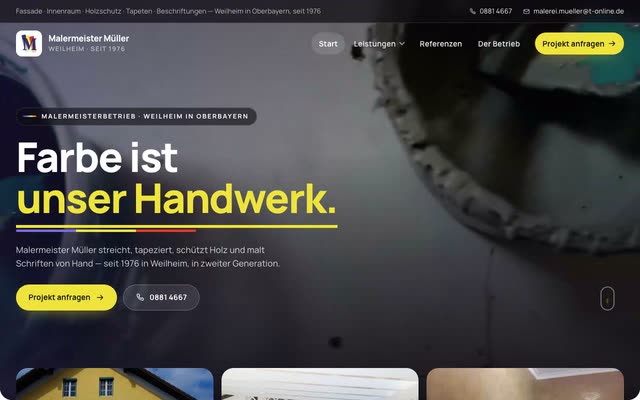 Fassade · Innenraum · Holzschutz · Tapeten · Beschriftungen — Weilheim in Oberbayern, seit 1976
0881 4667
malerei.mueller@t-online.de
Malermeister Müller
WEILHEIM · SEIT 1976
Start
Leistungen
Referenzen
Der Betrieb
Projekt anfragen →
MALERMEISTERBETRIEB · WEILHEIM IN OBERBAYERN
Farbe ist
unser Handwerk.
Malermeister Müller streicht, tapeziert, schützt Holz und malt
Schriften von Hand — seit 1976 in Weilheim, in zweiter Generation.
Projekt anfragen →
0881 4667